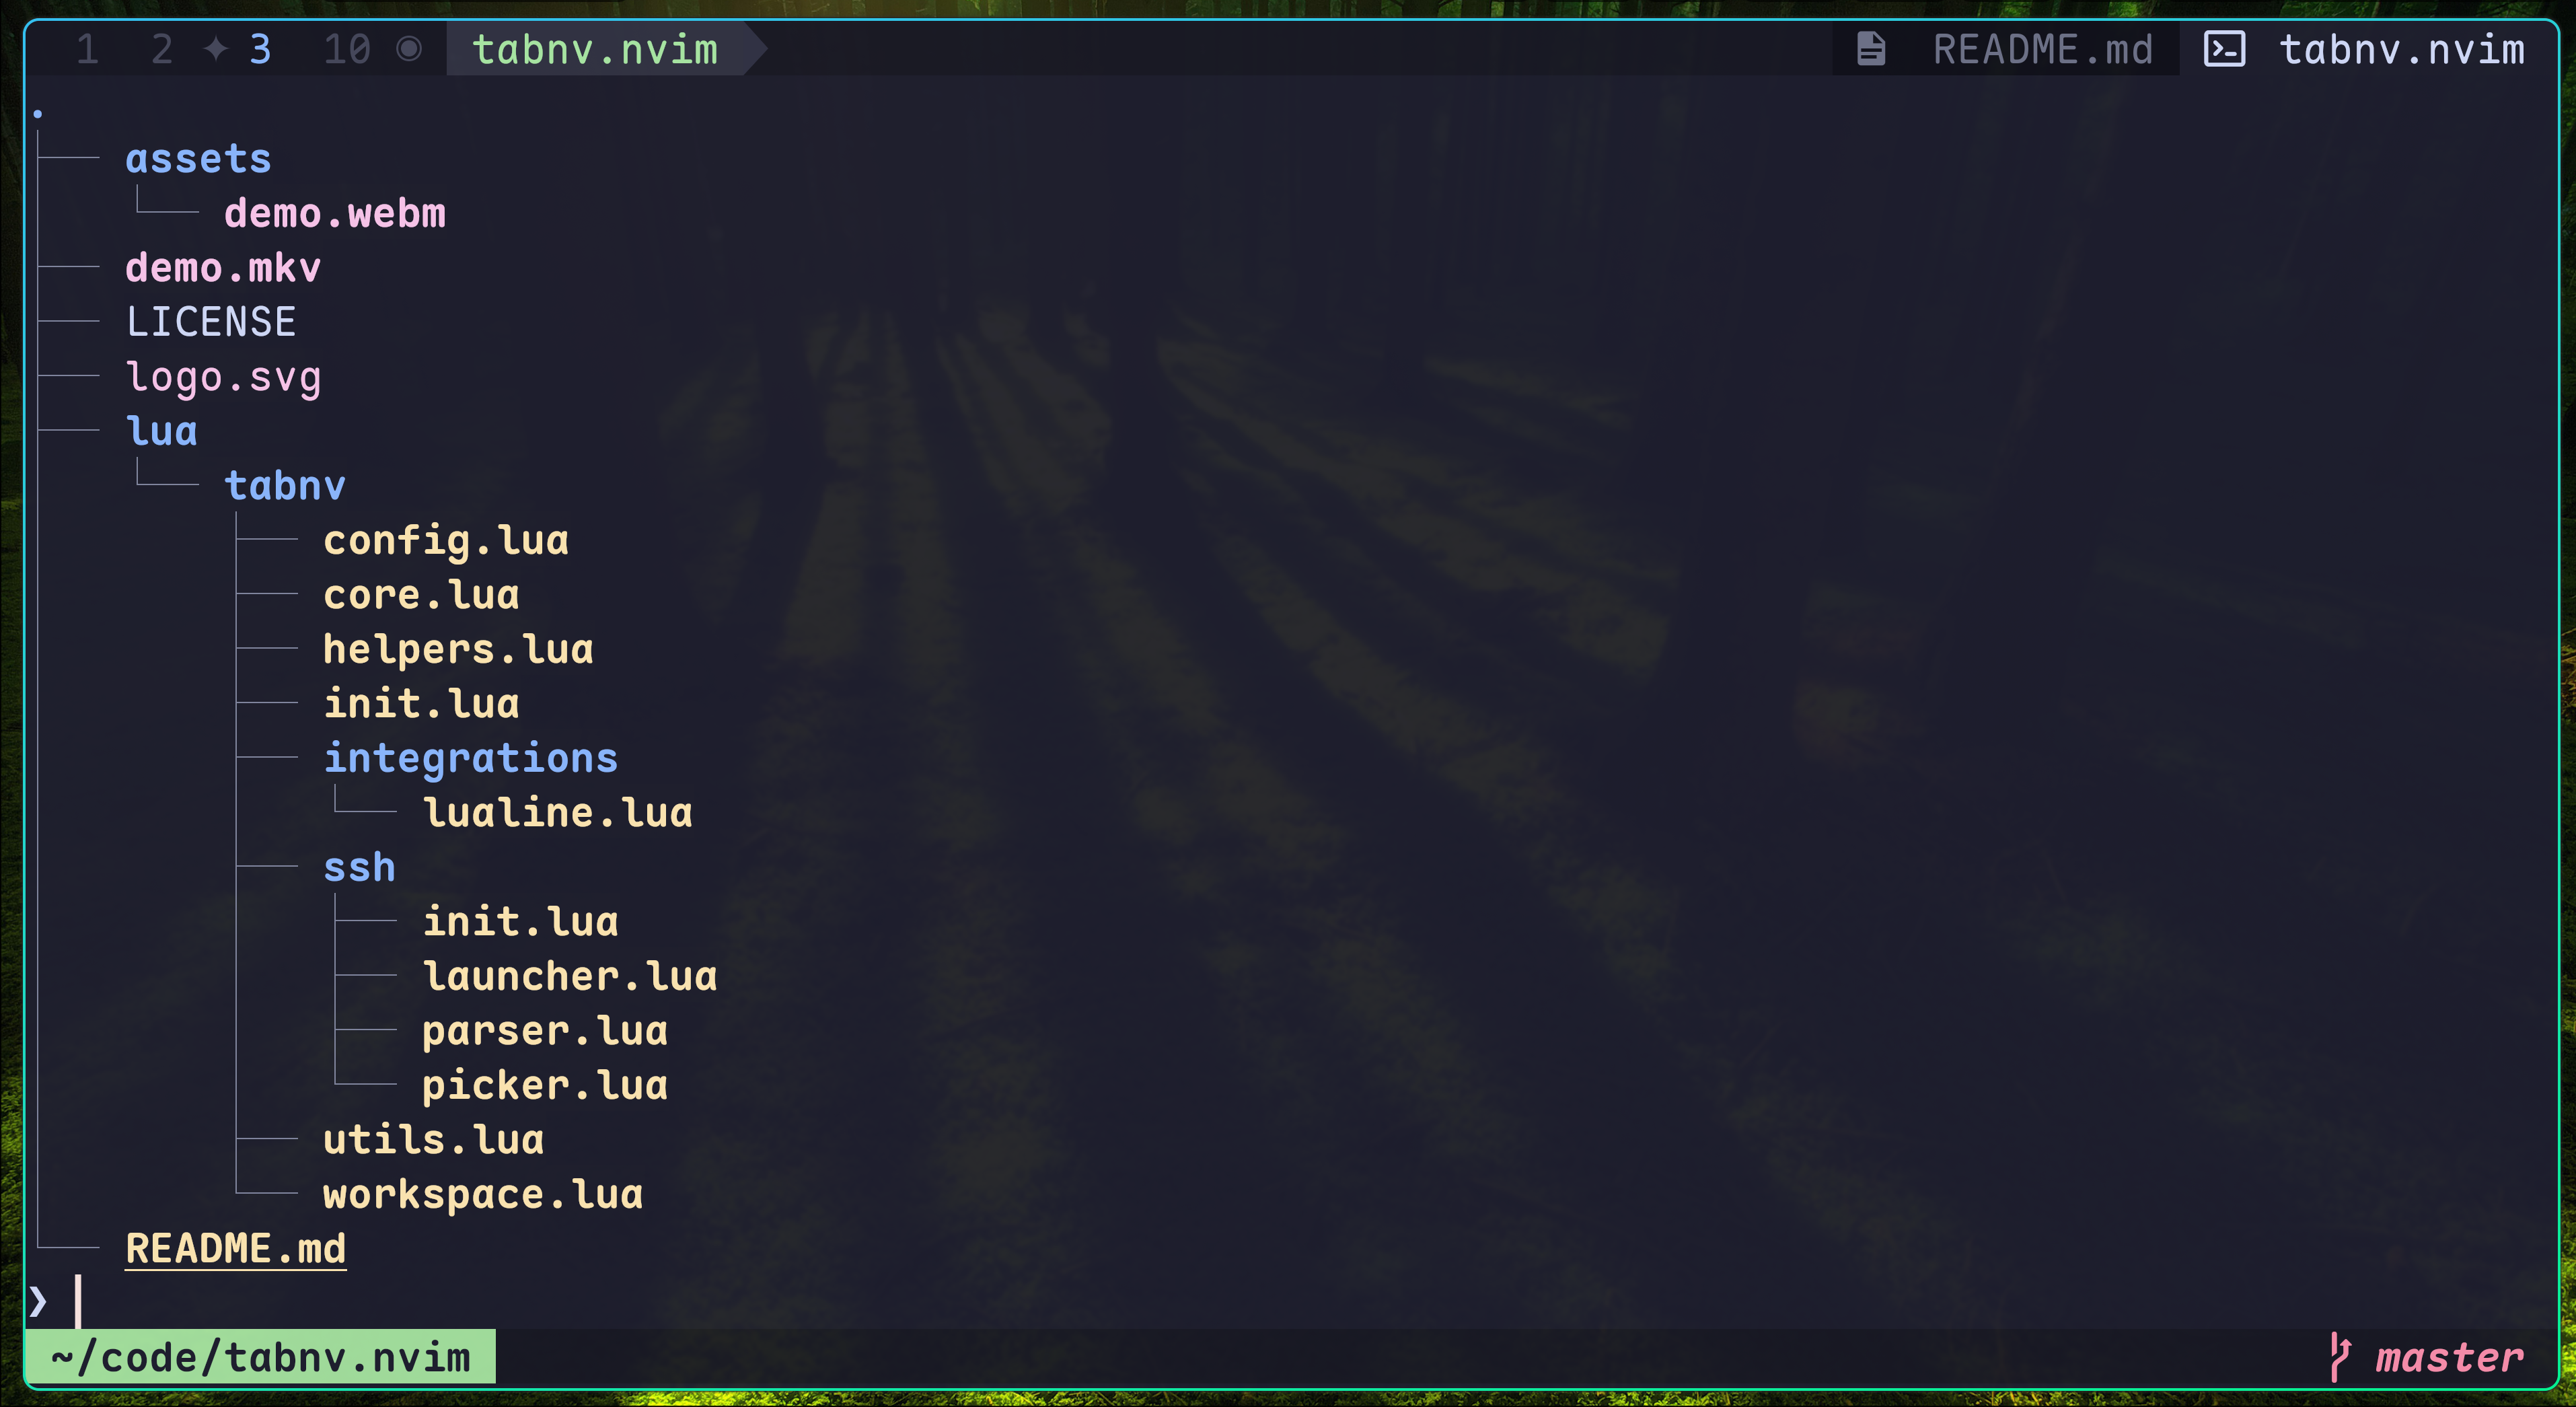 1 2 ✦ 3 10 ◉ tabnv.nvim README.md tabnv.nvim
.
├── assets
│   └── demo.webm
├── demo.mkv
├── LICENSE
├── logo.svg
├── lua
│   └── tabnv
│       ├── config.lua
│       ├── core.lua
│       ├── helpers.lua
│       ├── init.lua
│       ├── integrations
│       │   └── lualine.lua
│       ├── ssh
│       │   ├── init.lua
│       │   ├── launcher.lua
│       │   ├── parser.lua
│       │   └── picker.lua
│       ├── utils.lua
│       └── workspace.lua
└── README.md
❯
~/code/tabnv.nvim master